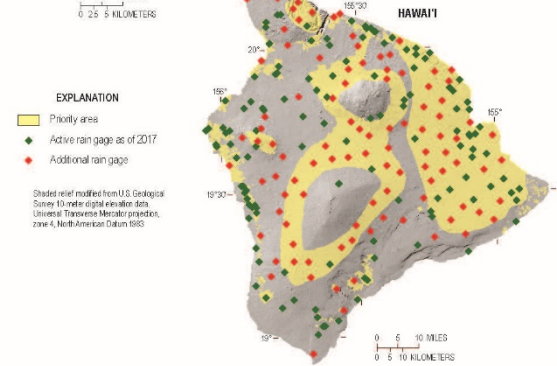 0 2.5 5 KILOMETERS
155°30'
HAWAI'I
20°
EXPLANATION
156°
Priority area
155°
Active rain gage as of 2017
Additional rain gage
Shaded relief modified from U.S. Geological
Survey 10-meter digital elevation data.
Universal Transverse Mercator projection,
zone 4, North American Datum 1983
19°30'
19°
0 5 10 MILES
0 5 10 KILOMETERS